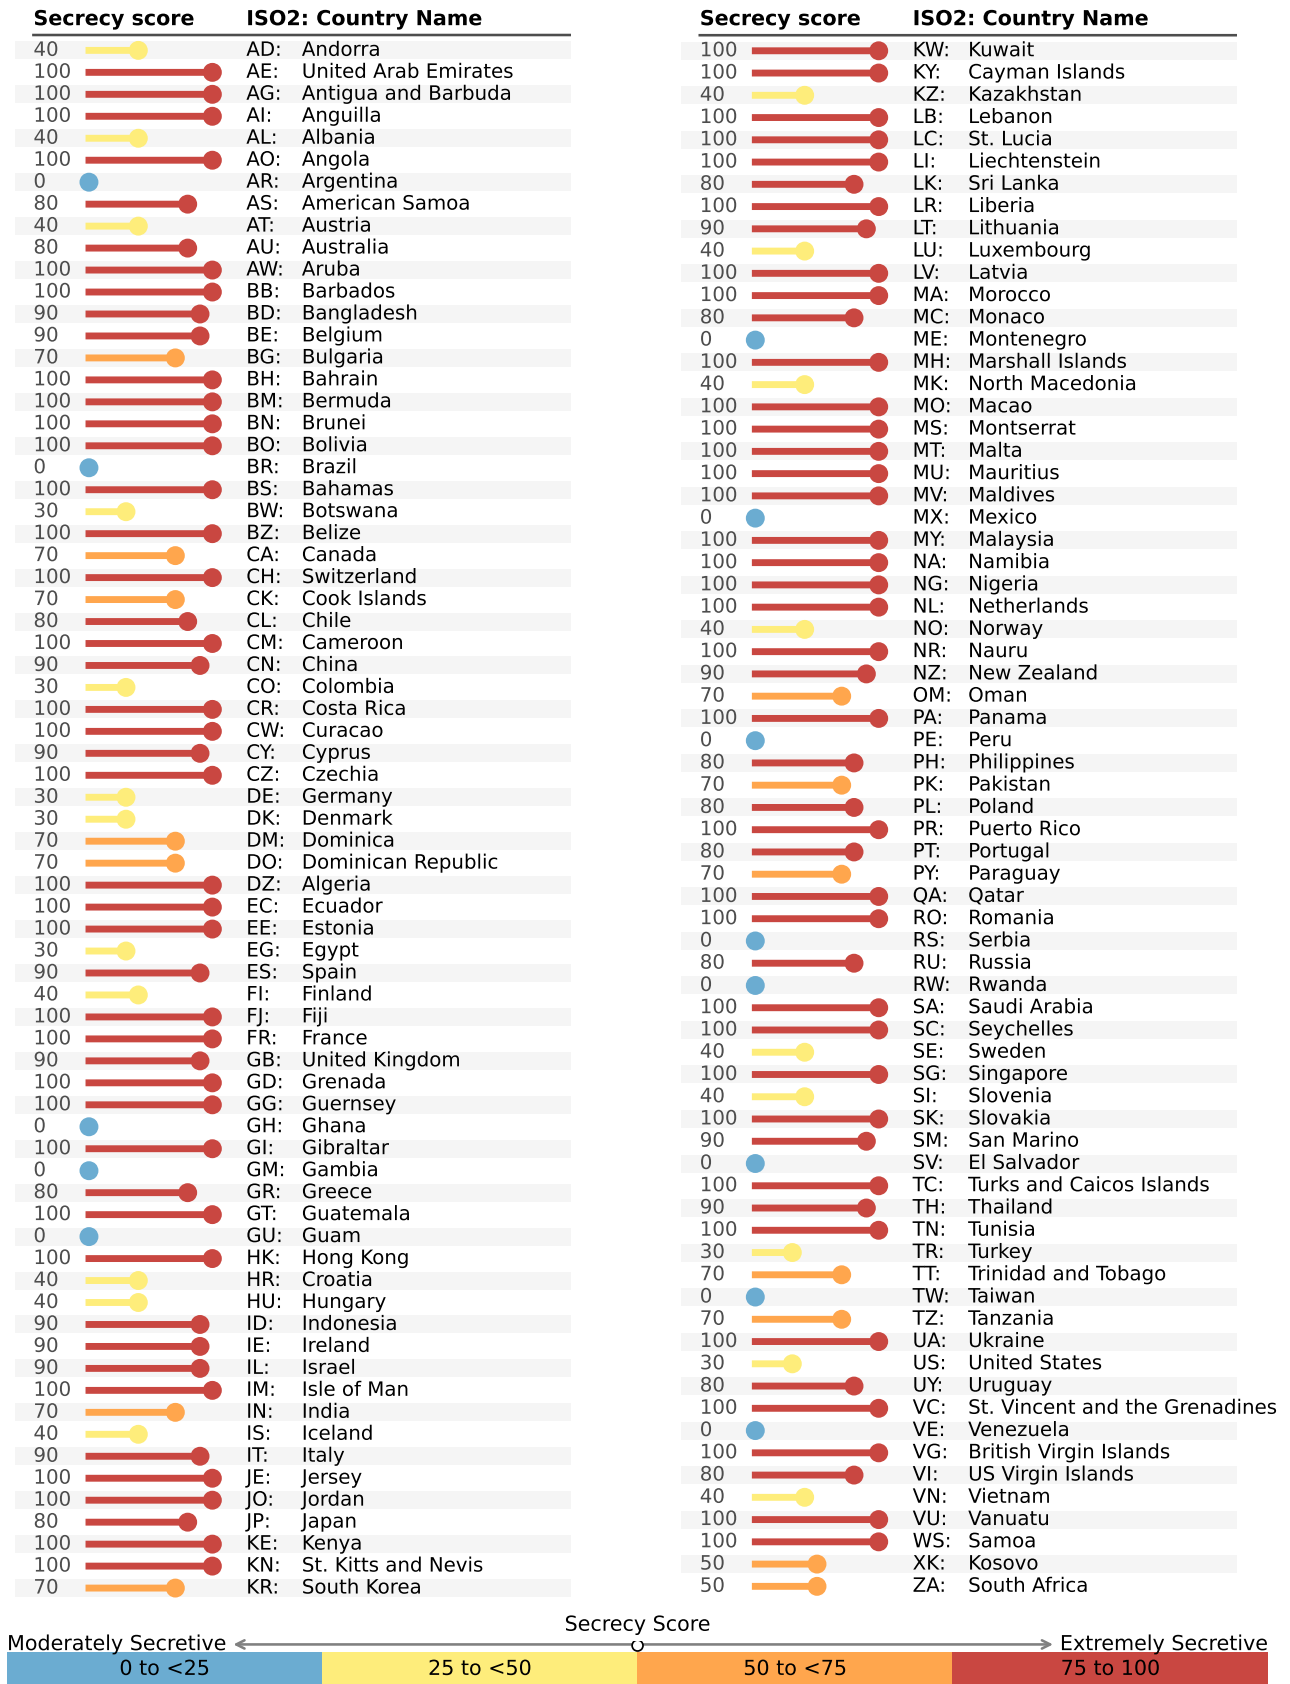 Secrecy score ISO2: Country Name
40 AD: Andorra
100 AE: United Arab Emirates
100 AG: Antigua and Barbuda
100 AI: Anguilla
40 AL: Albania
100 AO: Angola
0 AR: Argentina
80 AS: American Samoa
40 AT: Austria
80 AU: Australia
100 AW: Aruba
100 BB: Barbados
90 BD: Bangladesh
90 BE: Belgium
70 BG: Bulgaria
100 BH: Bahrain
100 BM: Bermuda
100 BN: Brunei
100 BO: Bolivia
0 BR: Brazil
100 BS: Bahamas
30 BW: Botswana
100 BZ: Belize
70 CA: Canada
100 CH: Switzerland
70 CK: Cook Islands
80 CL: Chile
100 CM: Cameroon
90 CN: China
30 CO: Colombia
100 CR: Costa Rica
100 CW: Curacao
90 CY: Cyprus
100 CZ: Czechia
30 DE: Germany
30 DK: Denmark
70 DM: Dominica
70 DO: Dominican Republic
100 DZ: Algeria
100 EC: Ecuador
100 EE: Estonia
30 EG: Egypt
90 ES: Spain
40 FI: Finland
100 FJ: Fiji
100 FR: France
90 GB: United Kingdom
100 GD: Grenada
100 GG: Guernsey
0 GH: Ghana
100 GI: Gibraltar
0 GM: Gambia
80 GR: Greece
100 GT: Guatemala
0 GU: Guam
100 HK: Hong Kong
40 HR: Croatia
40 HU: Hungary
90 ID: Indonesia
90 IE: Ireland
90 IL: Israel
100 IM: Isle of Man
70 IN: India
40 IS: Iceland
90 IT: Italy
100 JE: Jersey
100 JO: Jordan
80 JP: Japan
100 KE: Kenya
100 KN: St. Kitts and Nevis
70 KR: South Korea
Secrecy score ISO2: Country Name
100 KW: Kuwait
100 KY: Cayman Islands
40 KZ: Kazakhstan
100 LB: Lebanon
100 LC: St. Lucia
100 LI: Liechtenstein
80 LK: Sri Lanka
100 LR: Liberia
90 LT: Lithuania
40 LU: Luxembourg
100 LV: Latvia
100 MA: Morocco
80 MC: Monaco
0 ME: Montenegro
100 MH: Marshall Islands
40 MK: North Macedonia
100 MO: Macao
100 MS: Montserrat
100 MT: Malta
100 MU: Mauritius
100 MV: Maldives
0 MX: Mexico
100 MY: Malaysia
100 NA: Namibia
100 NG: Nigeria
100 NL: Netherlands
40 NO: Norway
100 NR: Nauru
90 NZ: New Zealand
70 OM: Oman
100 PA: Panama
0 PE: Peru
80 PH: Philippines
70 PK: Pakistan
80 PL: Poland
100 PR: Puerto Rico
80 PT: Portugal
70 PY: Paraguay
100 QA: Qatar
100 RO: Romania
0 RS: Serbia
80 RU: Russia
0 RW: Rwanda
100 SA: Saudi Arabia
100 SC: Seychelles
40 SE: Sweden
100 SG: Singapore
40 SI: Slovenia
100 SK: Slovakia
90 SM: San Marino
0 SV: El Salvador
100 TC: Turks and Caicos Islands
90 TH: Thailand
100 TN: Tunisia
30 TR: Turkey
70 TT: Trinidad and Tobago
0 TW: Taiwan
70 TZ: Tanzania
100 UA: Ukraine
30 US: United States
80 UY: Uruguay
100 VC: St. Vincent and the Grenadines
0 VE: Venezuela
100 VG: British Virgin Islands
80 VI: US Virgin Islands
40 VN: Vietnam
100 VU: Vanuatu
100 WS: Samoa
50 XK: Kosovo
50 ZA: South Africa
Secrecy Score
Moderately Secretive Extremely Secretive
0 to <25 25 to <50 50 to <75 75 to 100